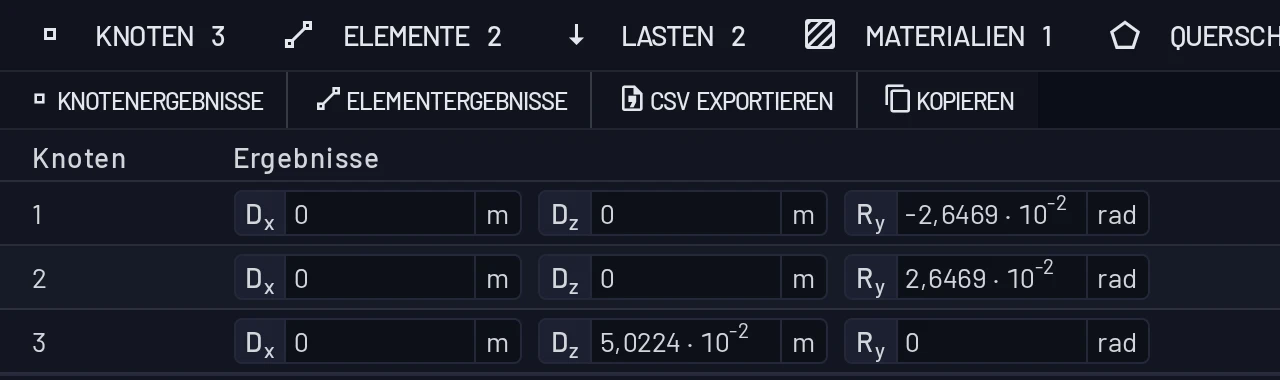 KNOTEN 3 ELEMENTE 2 LASTEN 2 MATERIALIEN 1 QUERSCH
KNOTENERGEBNISSE ELEMENTERGEBNISSE CSV EXPORTIEREN KOPIEREN
Knoten Ergebnisse
1 Dx 0 m Dz 0 m Ry -2,6469 · 10^-2 rad
2 Dx 0 m Dz 0 m Ry 2,6469 · 10^-2 rad
3 Dx 0 m Dz 5,0224 · 10^-2 m Ry 0 rad